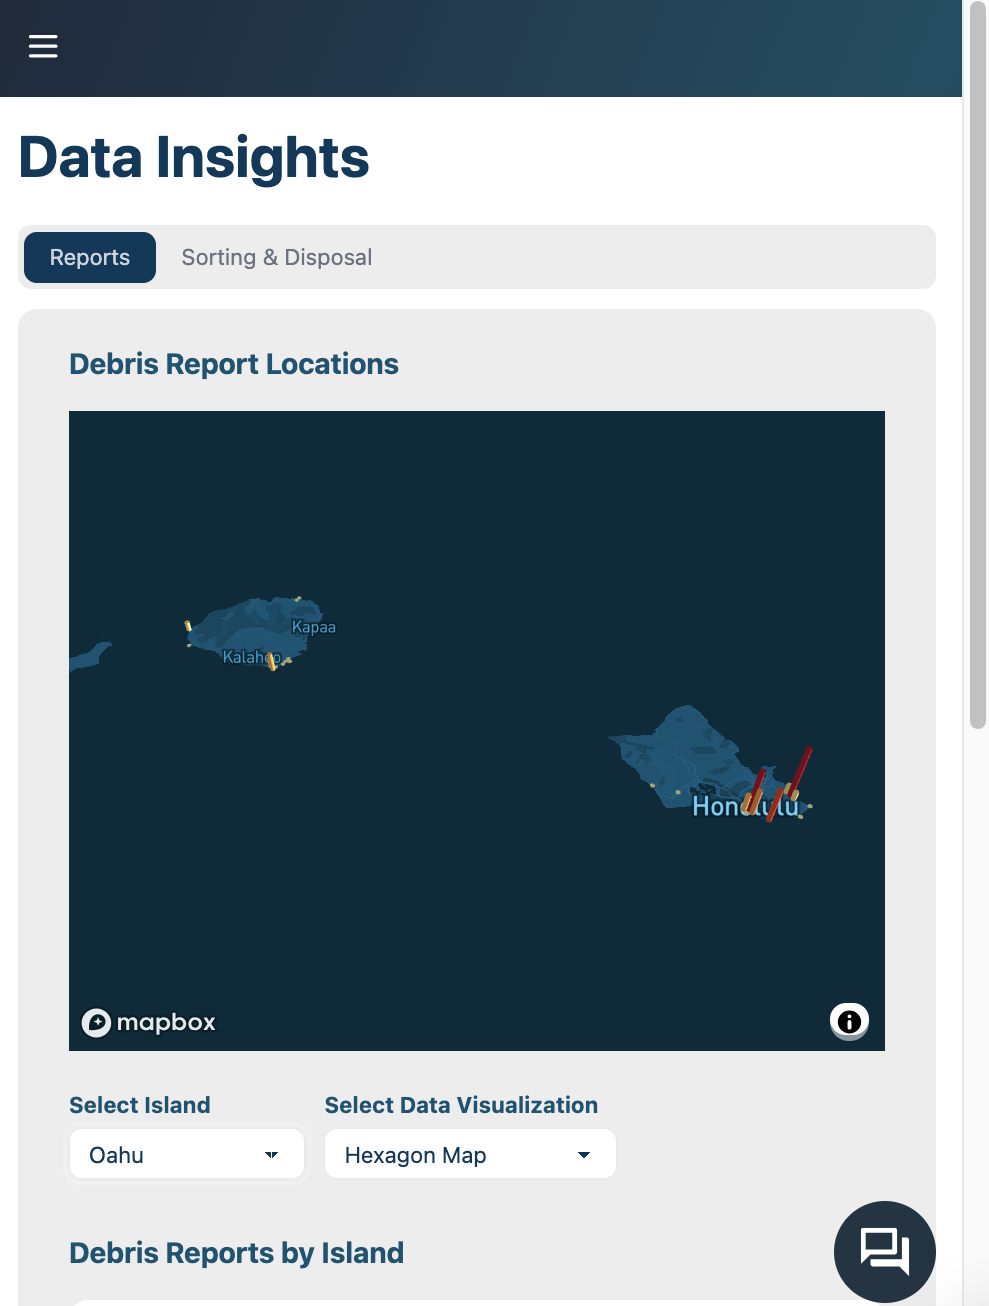 Data Insights
Reports
Sorting & Disposal
Debris Report Locations
Kapaa
Kalaheo
Honolulu
mapbox
Select Island
Select Data Visualization
Oahu
Hexagon Map
Debris Reports by Island